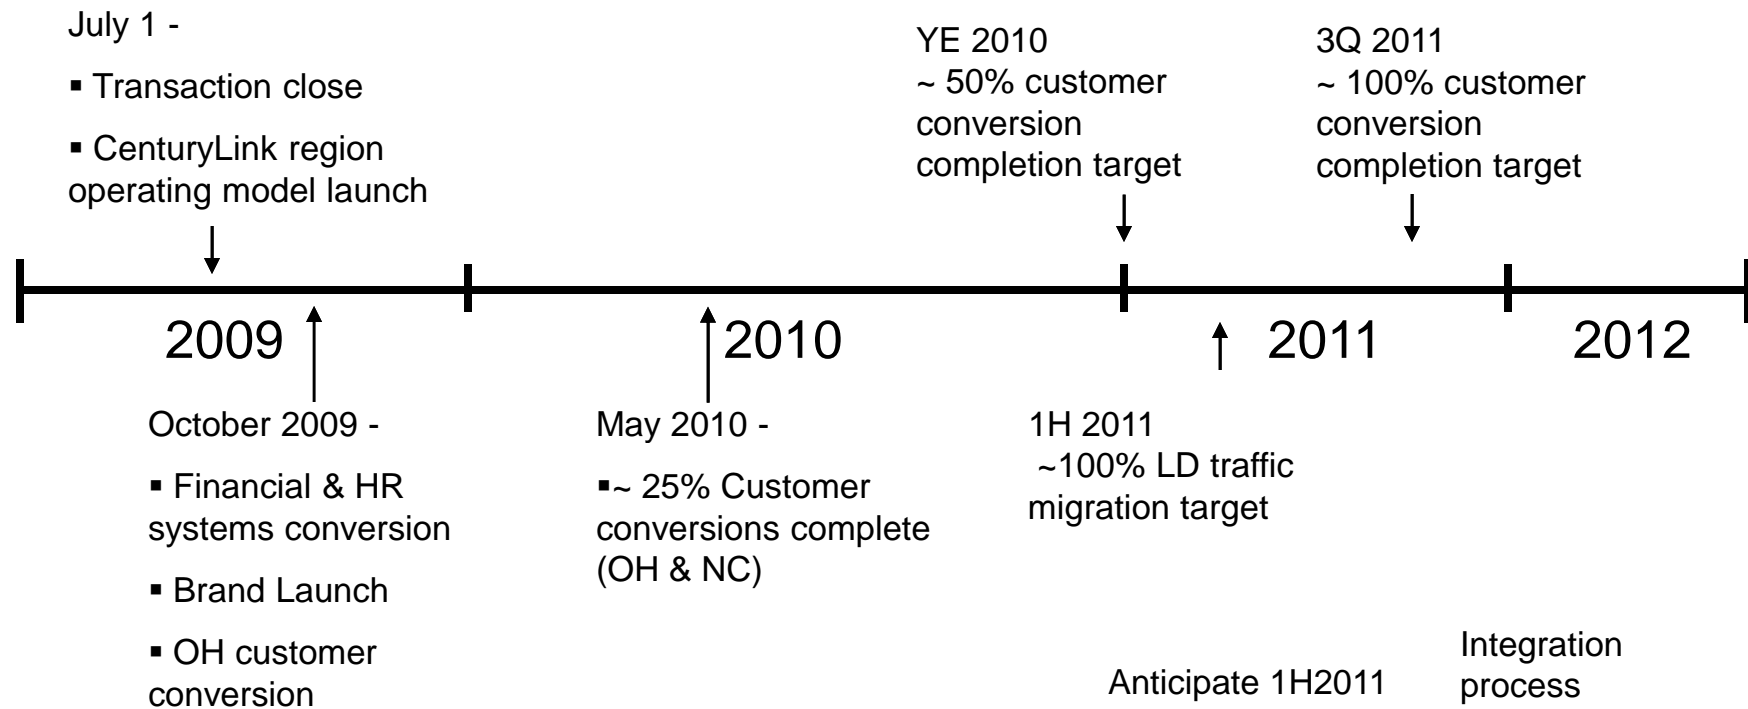 July 1 -
▪ Transaction close
▪ CenturyLink region
operating model launch
YE 2010
~ 50% customer
conversion
completion target
3Q 2011
~ 100% customer
conversion
completion target
2009
2010
2011
2012
October 2009 -
▪ Financial & HR
systems conversion
▪ Brand Launch
▪ OH customer
conversion
May 2010 -
▪~ 25% Customer
conversions complete
(OH & NC)
1H 2011
~100% LD traffic
migration target
Anticipate 1H2011
Integration
process